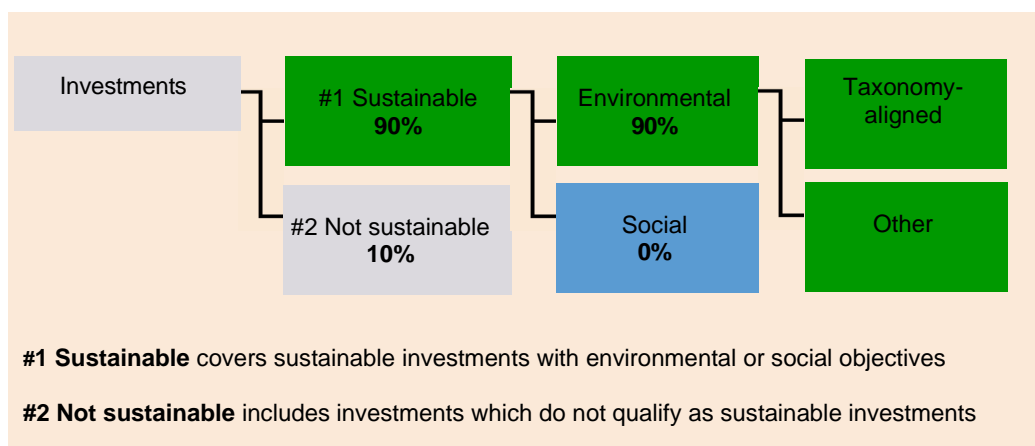 Investments
#1 Sustainable
90%
Environmental
90%
Taxonomy-
aligned
#2 Not sustainable
10%
Social
0%
Other
#1 Sustainable covers sustainable investments with environmental or social objectives
#2 Not sustainable includes investments which do not qualify as sustainable investments